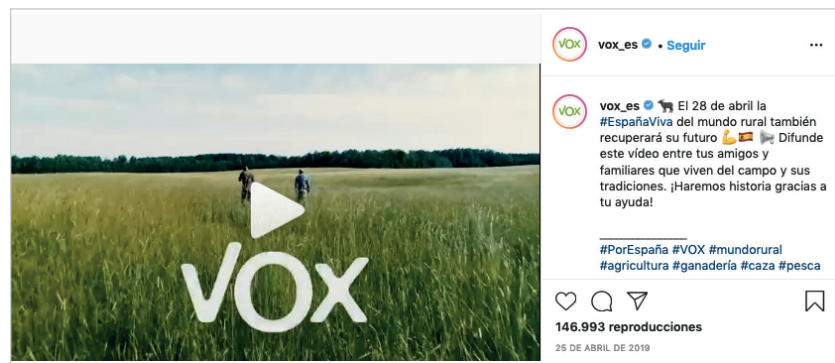 VOX
VOX
vox_es • Seguir
VOX
vox_es El 28 de abril la
#EspañaViva del mundo rural también
recuperará su futuro Difunde
este vídeo entre tus amigos y
familiares que viven del campo y sus
tradiciones. ¡Haremos historia gracias a
tu ayuda!
#PorEspaña #VOX #mundorural
#agricultura #ganadería #caza #pesca
146.993 reproducciones
25 DE ABRIL DE 2019